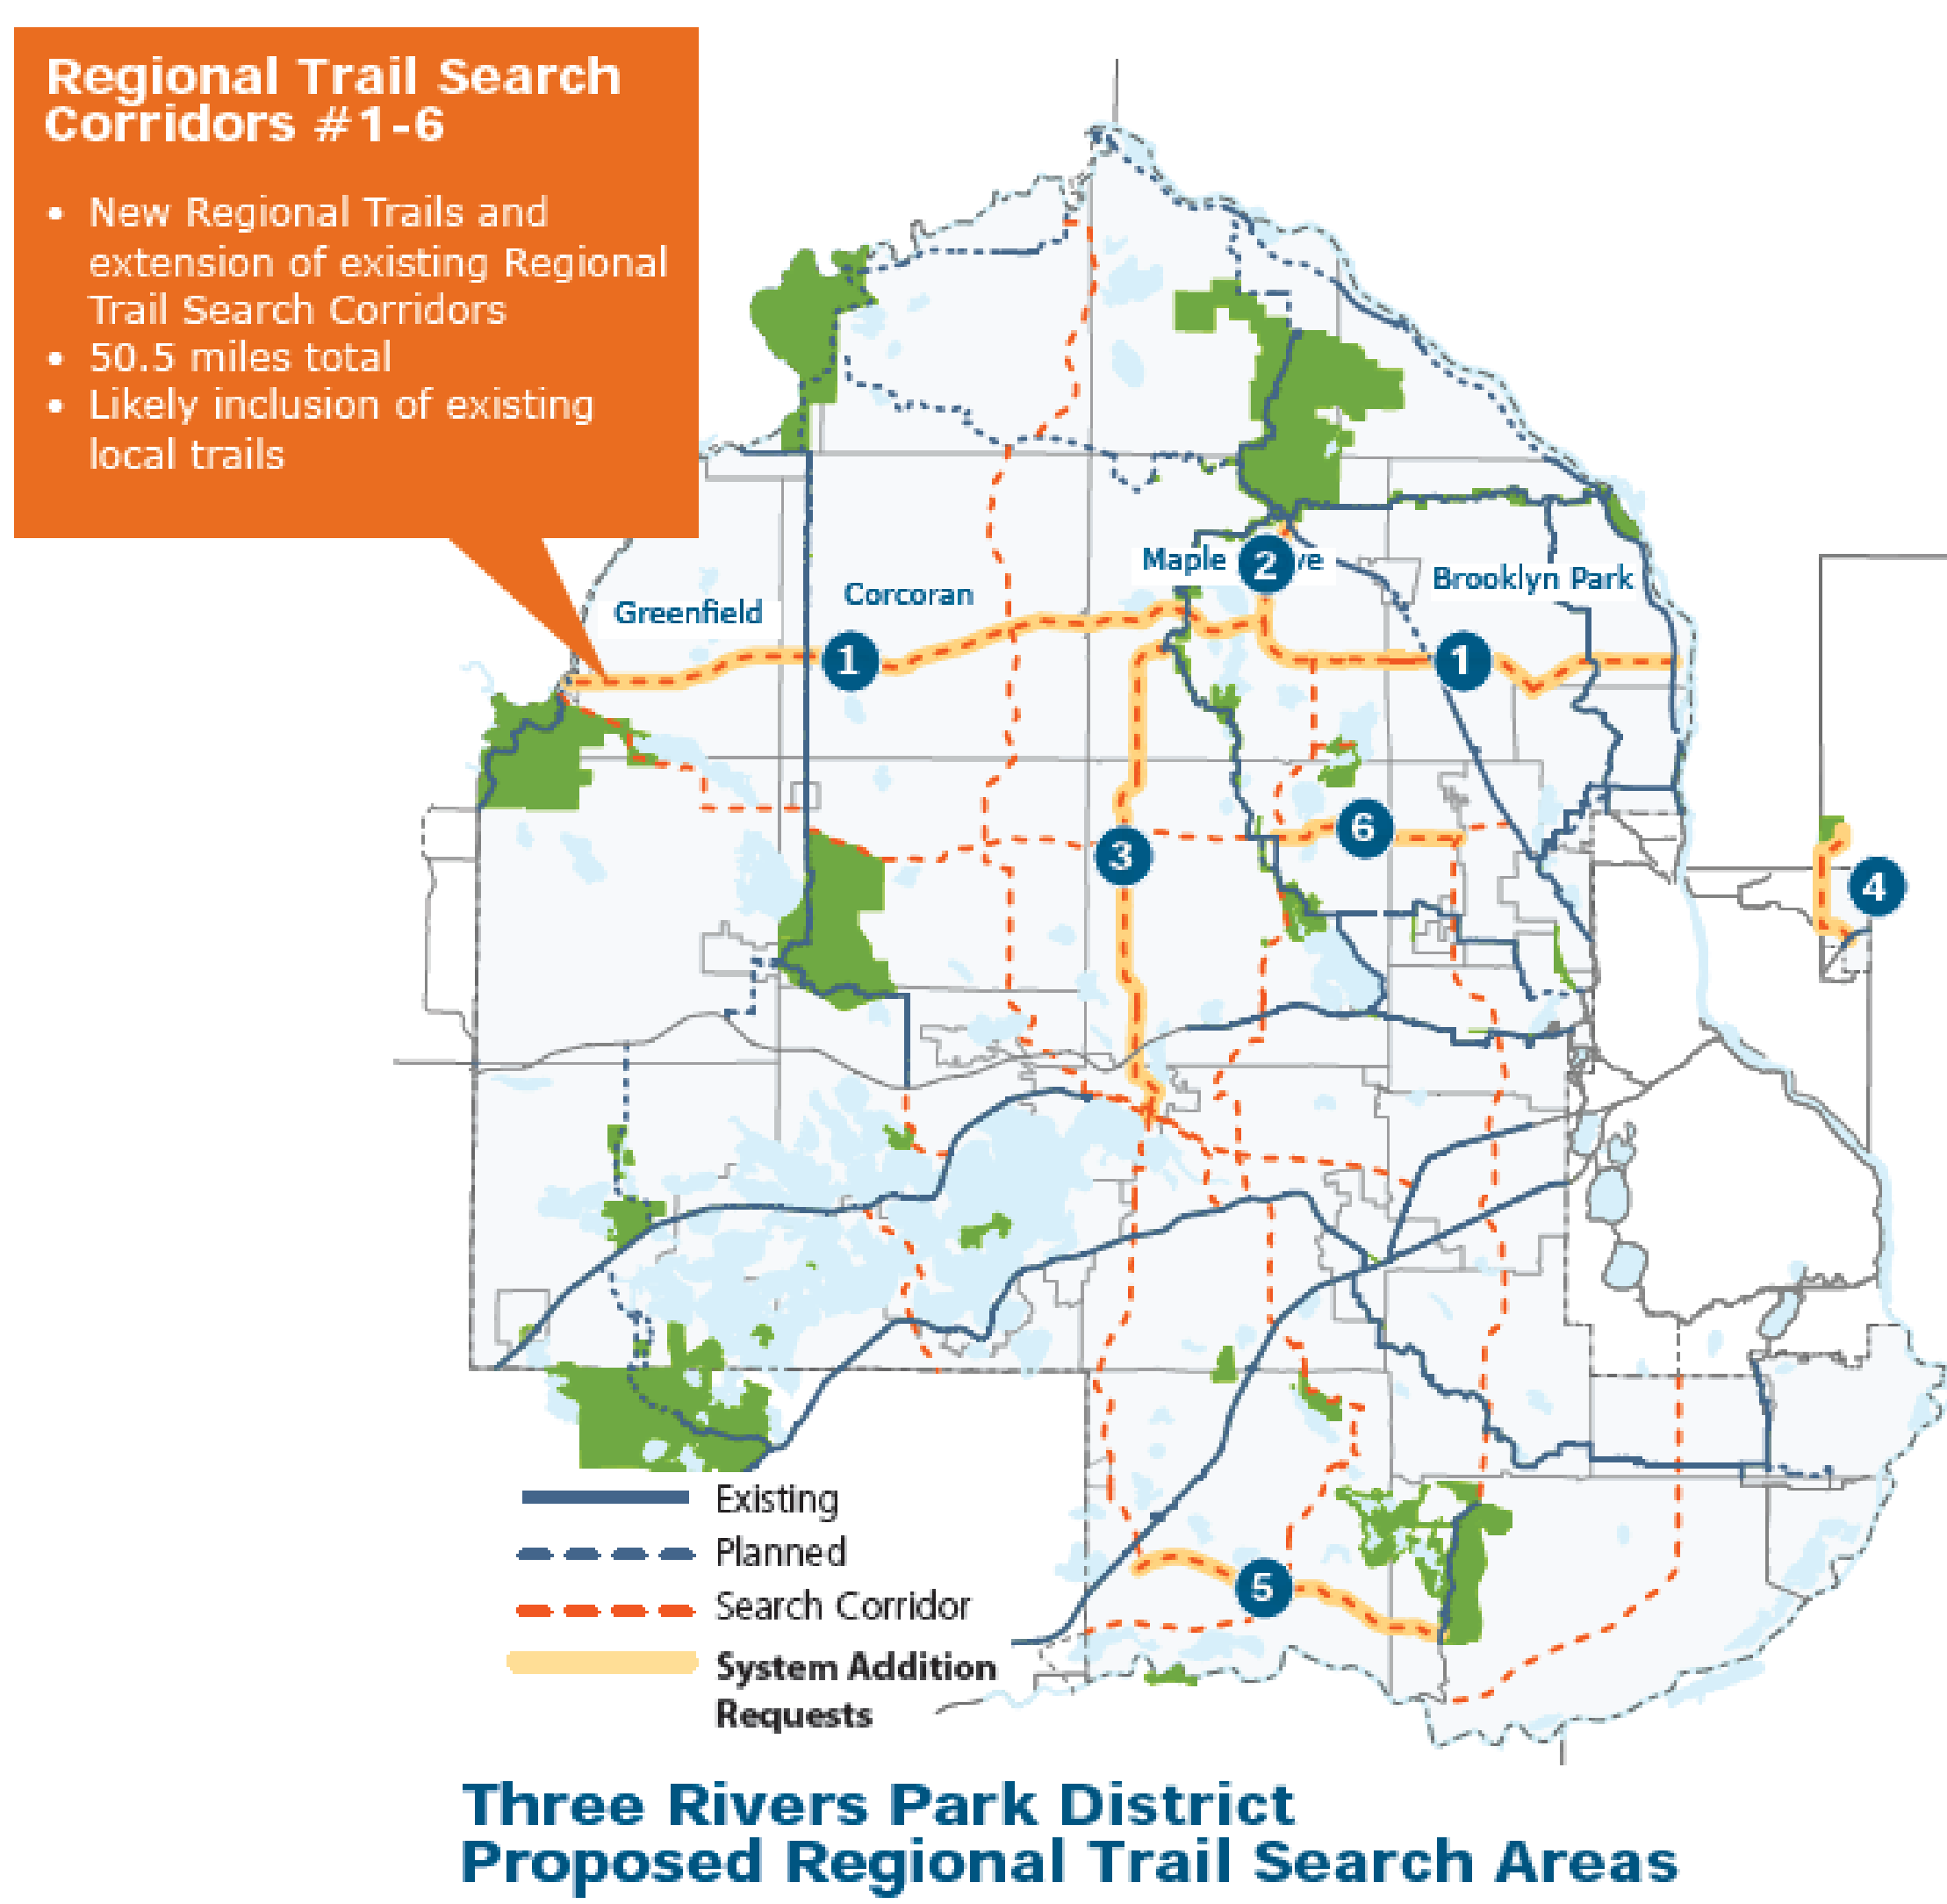 Regional Trail Search
Corridors #1-6
• New Regional Trails and
extension of existing Regional
Trail Search Corridors
• 50.5 miles total
• Likely inclusion of existing
local trails
Maple 2 ve
Brooklyn Park
Corcoran
Greenfield
1
1
6
3
4
5
Existing
Planned
Search Corridor
System Addition
Requests
Three Rivers Park District
Proposed Regional Trail Search Areas